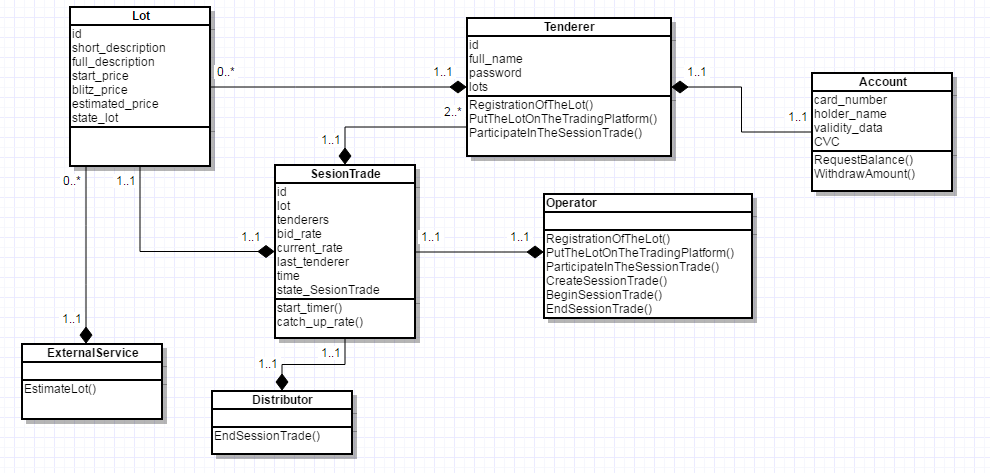 Lot
id
short_description
full_description
start_price
blitz_price
estimated_price
state_lot
0..*
1..1
Tenderer
id
full_name
password
lots
RegistrationOfTheLot()
PutTheLotOnTheTradingPlatform()
ParticipateInTheSessionTrade()
1..1
1..1
Account
card_number
holder_name
validity_data
CVC
RequestBalance()
WithdrawAmount()
2..*
1..1
0..*
1..1
SesionTrade
id
lot
tenderers
bid_rate
current_rate
last_tenderer
time
state_SesionTrade
start_timer()
catch_up_rate()
1..1
1..1
1..1
Operator
RegistrationOfTheLot()
PutTheLotOnTheTradingPlatform()
ParticipateInTheSessionTrade()
CreateSessionTrade()
BeginSessionTrade()
EndSessionTrade()
1..1
ExternalService
EstimateLot()
1..1
1..1
Distributor
EndSessionTrade()